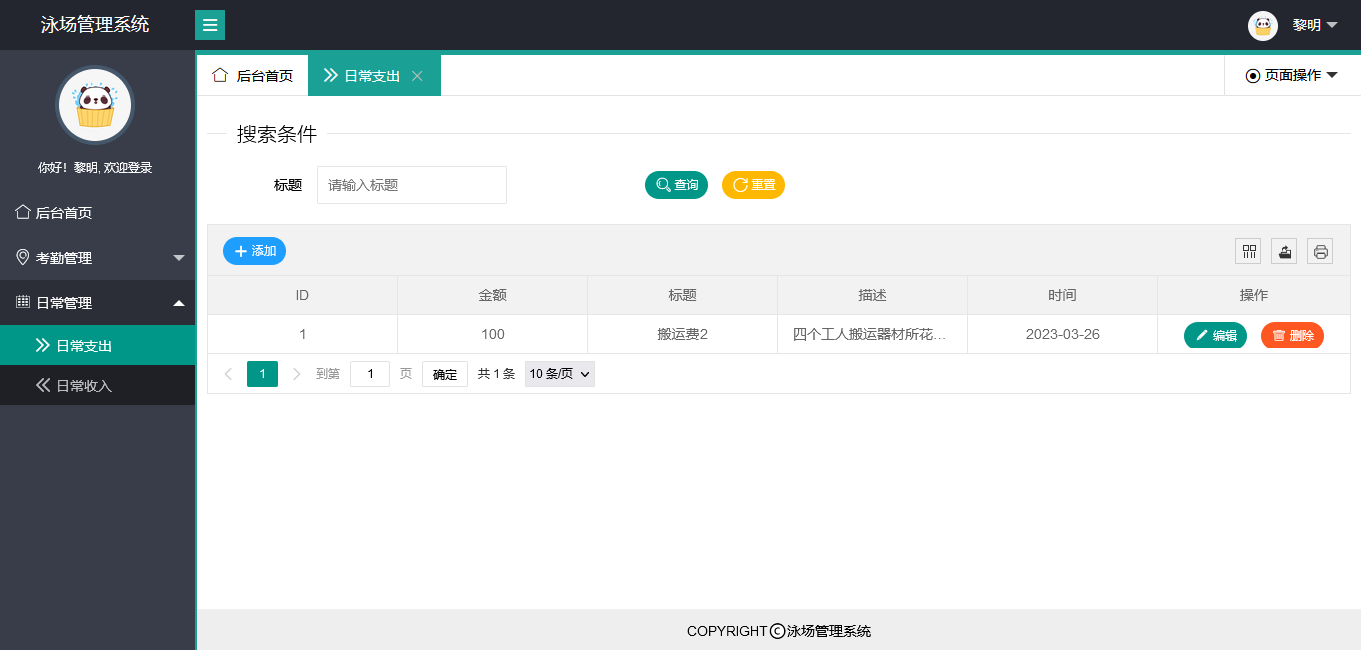 泳场管理系统
黎明
你好！黎明, 欢迎登录
后台首页
考勤管理
日常管理
日常支出
日常收入
后台首页
日常支出
页面操作
搜索条件
标题
请输入标题
查询
重置
添加
ID 金额 标题 描述 时间 操作
1 100 搬运费2 四个工人搬运器材所花… 2023-03-26 编辑 删除
1 到第 1 页 确定 共 1 条 10 条/页
COPYRIGHT©泳场管理系统